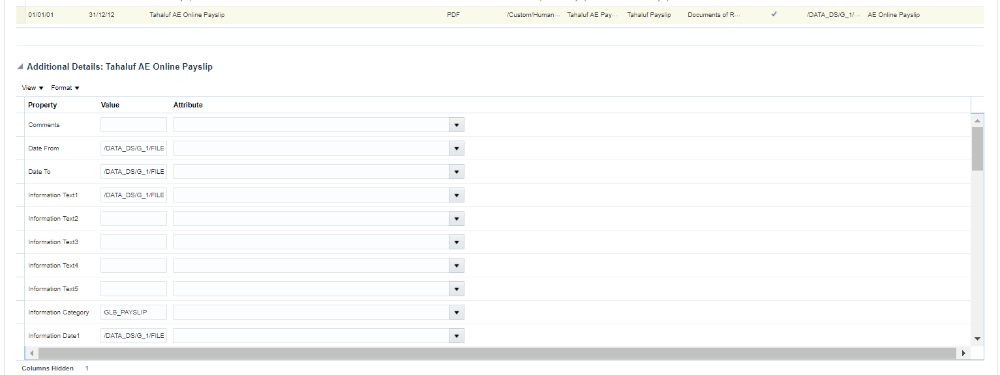 01/01/01 31/12/12 Tahaluf AE Online Payslip PDF /Custom/Human... Tahaluf AE Pay... Tahaluf Payslip Documents of R... /DATA_DS/G_1/... AE Online Payslip
Additional Details: Tahaluf AE Online Payslip
View Format
Property Value Attribute
Comments
Date From /DATA_DS/G_1/FILE
Date To /DATA_DS/G_1/FILE
Information Text1 /DATA_DS/G_1/FILE
Information Text2
Information Text3
Information Text4
Information Text5
Information Category GLB_PAYSLIP
Information Date1 /DATA_DS/G_1/FILE
Columns Hidden 1